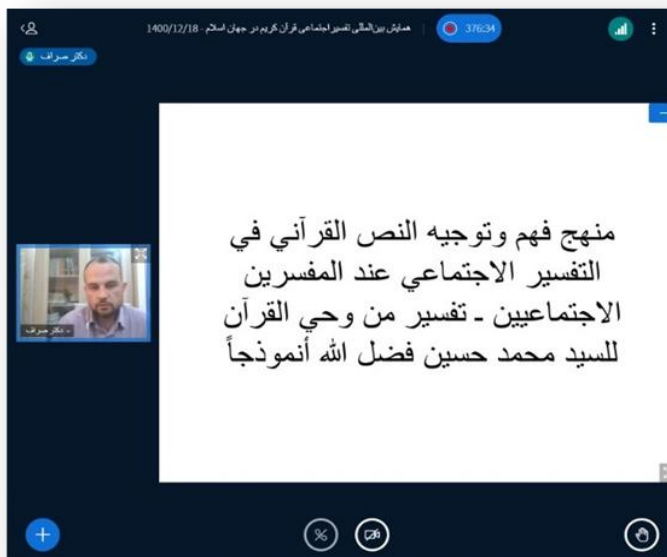 همایش بین‌المللی تفسیر اجتماعی قرآن کریم در جهان اسلام - 1400/12/18
376:34
دکتر صراف
منهج فهم وتوجيه النص القرآني في
التفسير الاجتماعي عند المفسرين
الاجتماعيين ـ تفسير من وحي القرآن
للسيد محمد حسين فضل الله أنموذجاً
دکتر صراف